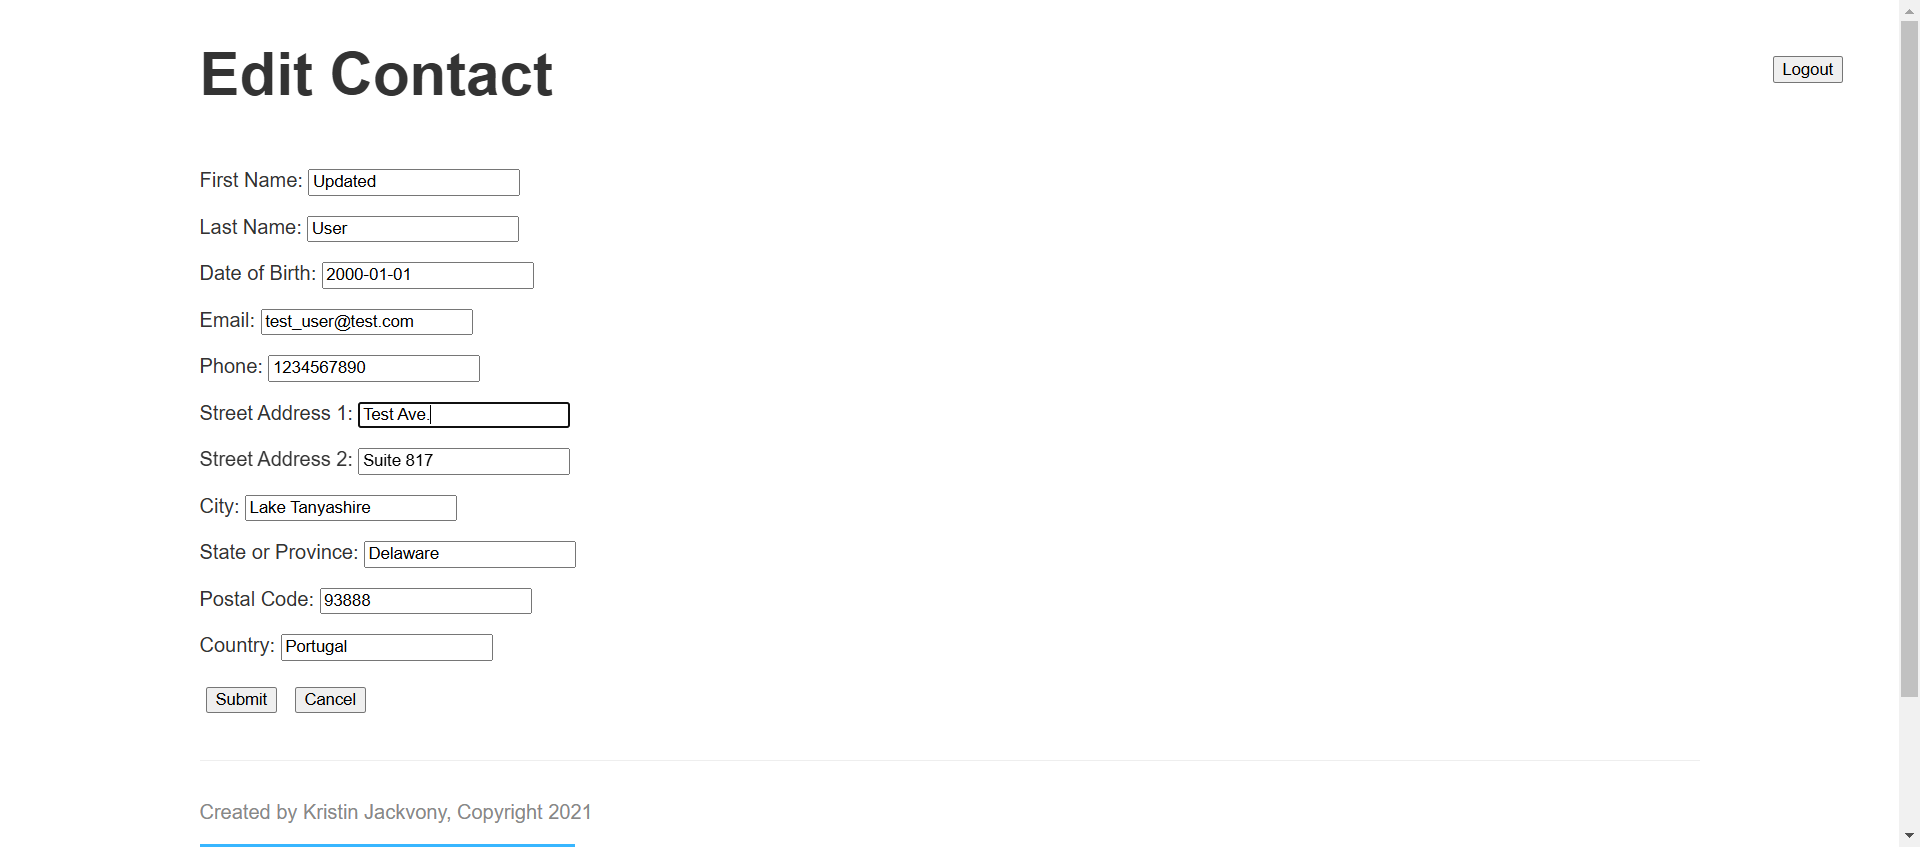 Edit Contact
Logout
First Name: Updated
Last Name: User
Date of Birth: 2000-01-01
Email: test_user@test.com
Phone: 1234567890
Street Address 1: Test Ave.
Street Address 2: Suite 817
City: Lake Tanyashire
State or Province: Delaware
Postal Code: 93888
Country: Portugal
Submit Cancel
Created by Kristin Jackvony, Copyright 2021